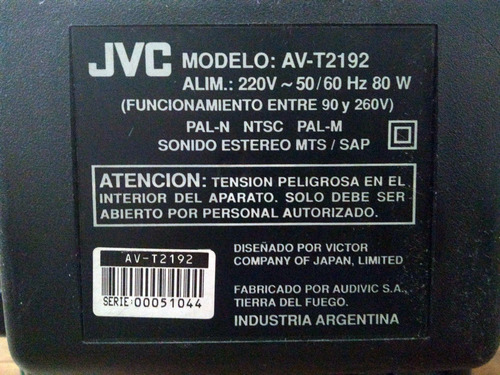 JVC MODELO: AV-T2192
ALIM.: 220V ~ 50/60 Hz 80 W
(FUNCIONAMIENTO ENTRE 90 y 260V)
PAL-N NTSC PAL-M
SONIDO ESTEREO MTS / SAP
ATENCION: TENSION PELIGROSA EN EL
INTERIOR DEL APARATO. SOLO DEBE SER
ABIERTO POR PERSONAL AUTORIZADO.
AV-T2192
SERIE:00051044
DISEÑADO POR VICTOR
COMPANY OF JAPAN, LIMITED
FABRICADO POR AUDIVIC S.A.,
TIERRA DEL FUEGO.
INDUSTRIA ARGENTINA